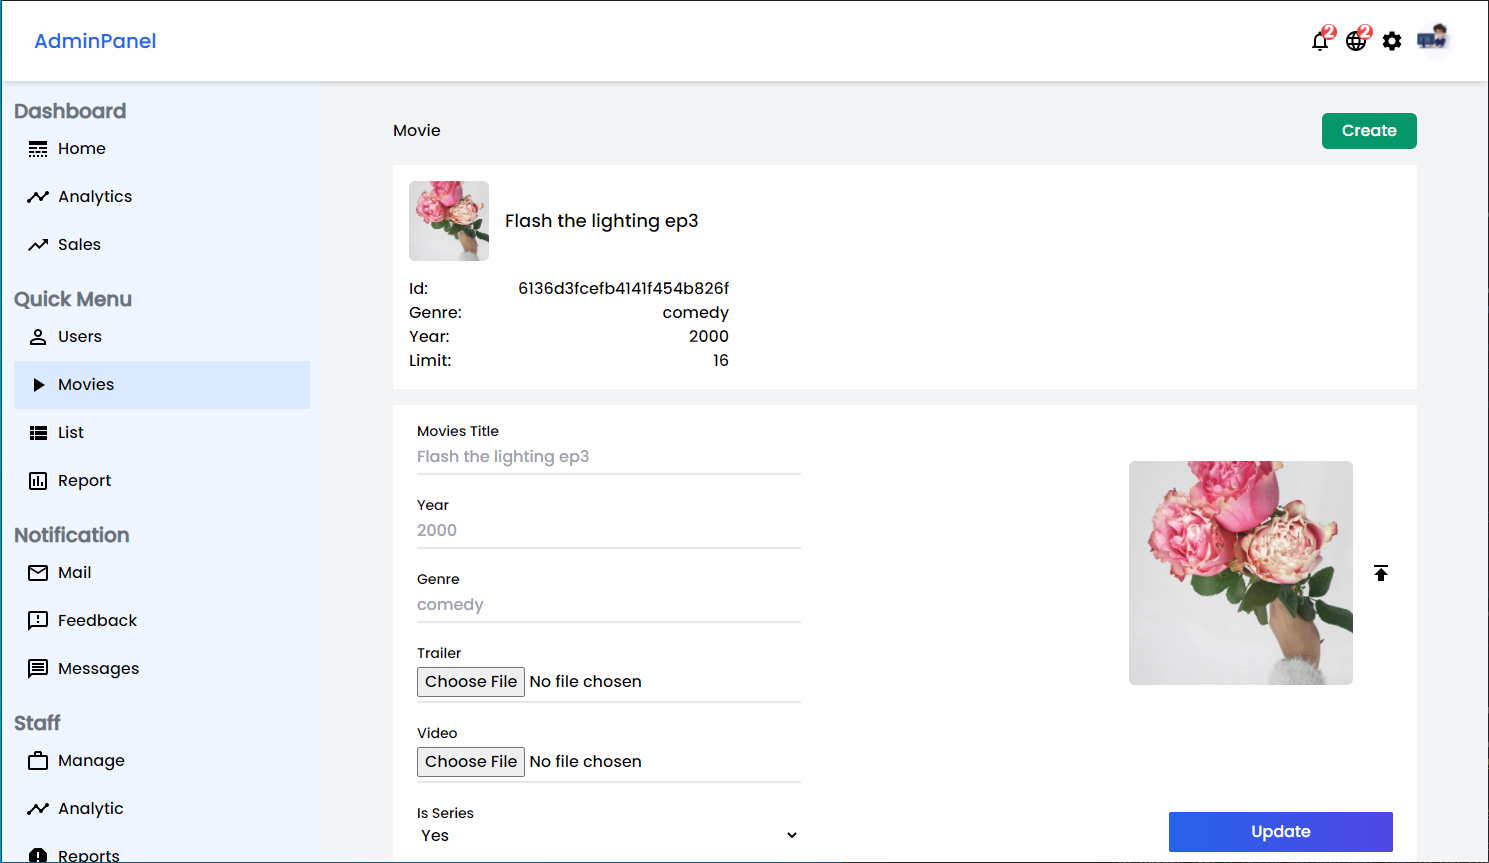 AdminPanel
2
2
Dashboard
Home
Analytics
Sales
Quick Menu
Users
Movies
List
Report
Notification
Mail
Feedback
Messages
Staff
Manage
Analytic
Reports
Movie
Create
Flash the lighting ep3
Id: 6136d3fcefb4141f454b826f
Genre: comedy
Year: 2000
Limit: 16
Movies Title
Flash the lighting ep3
Year
2000
Genre
comedy
Trailer
Choose File No file chosen
Video
Choose File No file chosen
Is Series
Yes
Update